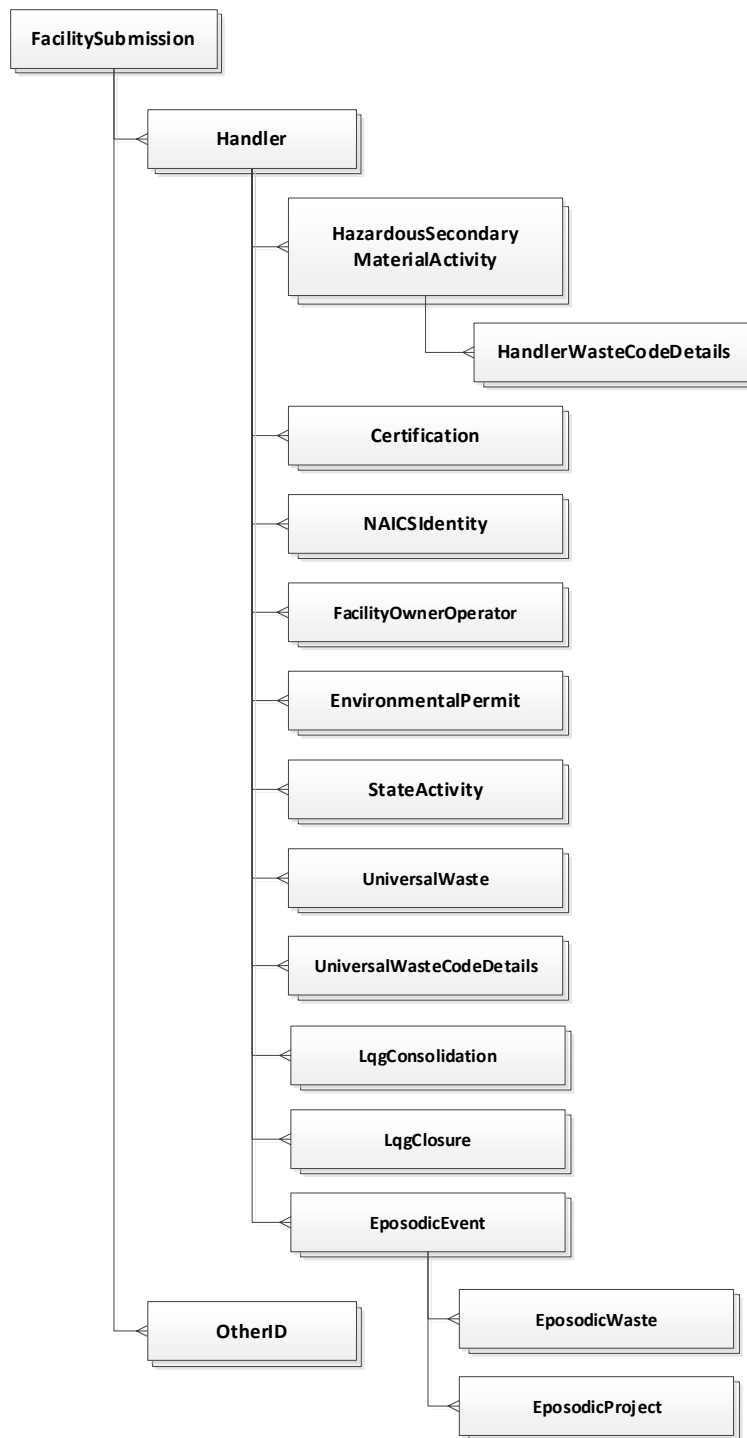 FacilitySubmission
Handler
HazardousSecondary
MaterialActivity
HandlerWasteCodeDetails
Certification
NAICSIdentity
FacilityOwnerOperator
EnvironmentalPermit
StateActivity
UniversalWaste
UniversalWasteCodeDetails
LqgConsolidation
LqgClosure
EposodicEvent
EposodicWaste
OtherID
EposodicProject